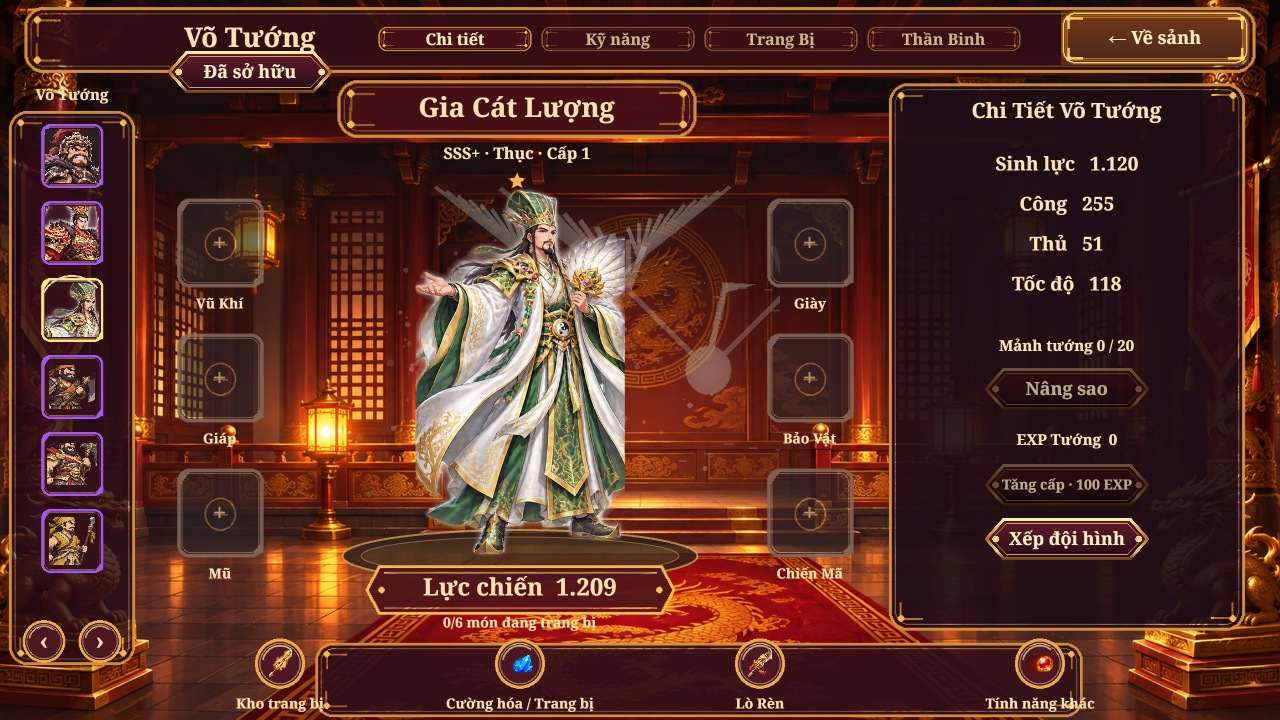 Võ Tướng
Đã sở hữu
Chi tiết
Kỹ năng
Trang Bị
Thần Binh
← Về sảnh
Võ Tướng
Gia Cát Lượng
SSS+ · Thục · Cấp 1
Vũ Khí
Giáp
Mũ
Giày
Bảo Vật
Chiến Mã
Lực chiến 1.209
0/6 món đang trang bị
Chi Tiết Võ Tướng
Sinh lực 1.120
Công 255
Thủ 51
Tốc độ 118
Mảnh tướng 0 / 20
Nâng sao
EXP Tướng 0
Tăng cấp · 100 EXP
Xếp đội hình
‹ ›
Kho trang bị
Cường hóa / Trang bị
Lò Rèn
Tính năng khác